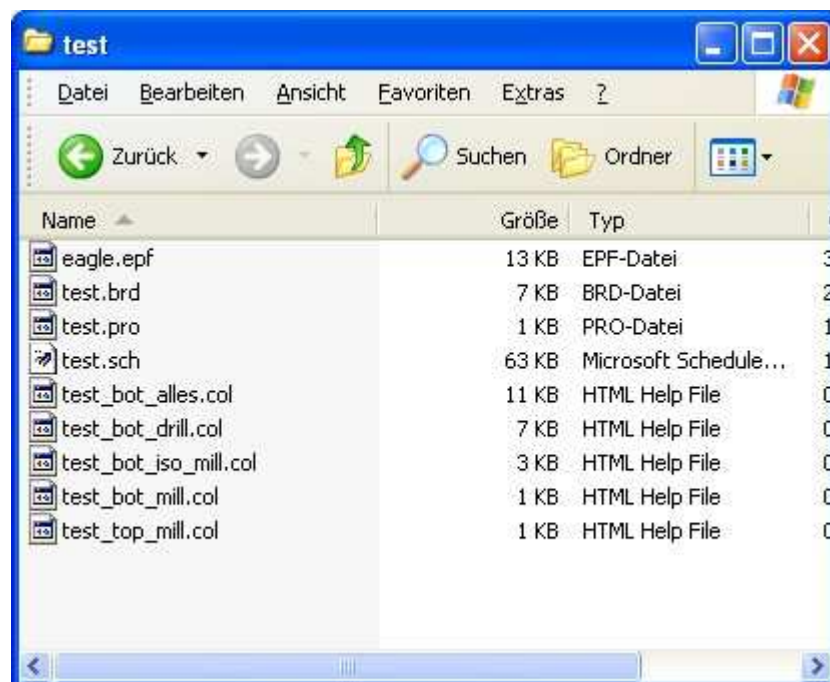 test
Datei Bearbeiten Ansicht Favoriten Extras ?
Zurück Suchen Ordner
Name Größe Typ
eagle.epf 13 KB EPF-Datei
test.brd 7 KB BRD-Datei
test.pro 1 KB PRO-Datei
test.sch 63 KB Microsoft Schedule...
test_bot_alles.col 11 KB HTML Help File
test_bot_drill.col 7 KB HTML Help File
test_bot_iso_mill.col 3 KB HTML Help File
test_bot_mill.col 1 KB HTML Help File
test_top_mill.col 1 KB HTML Help File